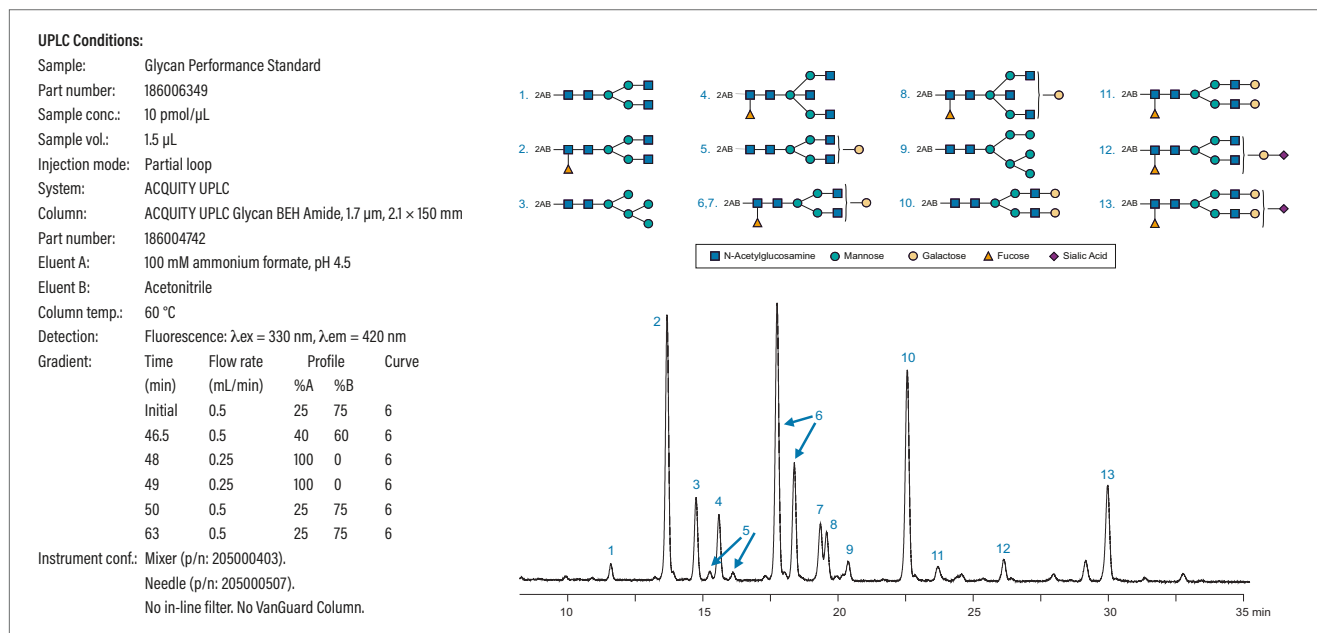 UPLC Conditions:
Sample: Glycan Performance Standard
Part number: 186006349
Sample conc.: 10 pmol/µL
Sample vol.: 1.5 µL
Injection mode: Partial loop
System: ACQUITY UPLC
Column: ACQUITY UPLC Glycan BEH Amide, 1.7 µm, 2.1 × 150 mm
Part number: 186004742
Eluent A: 100 mM ammonium formate, pH 4.5
Eluent B: Acetonitrile
Column temp.: 60 °C
Detection: Fluorescence: λex = 330 nm, λem = 420 nm
Gradient: Time Flow rate Profile Curve
(min) (mL/min) %A %B
Initial 0.5 25 75 6
46.5 0.5 40 60 6
48 0.25 100 0 6
49 0.25 100 0 6
50 0.5 25 75 6
63 0.5 25 75 6
Instrument conf.: Mixer (p/n: 205000403).
Needle (p/n: 205000507).
No in-line filter. No VanGuard Column.
1. 2AB
4. 2AB
8. 2AB
11. 2AB
2. 2AB
5. 2AB
9. 2AB
12. 2AB
3. 2AB
6,7. 2AB
10. 2AB
13. 2AB
N-Acetylglucosamine Mannose Galactose Fucose Sialic Acid
1
2
3
4
5
6
7
8
9
10
11
12
13
10 15 20 25 30 35 min